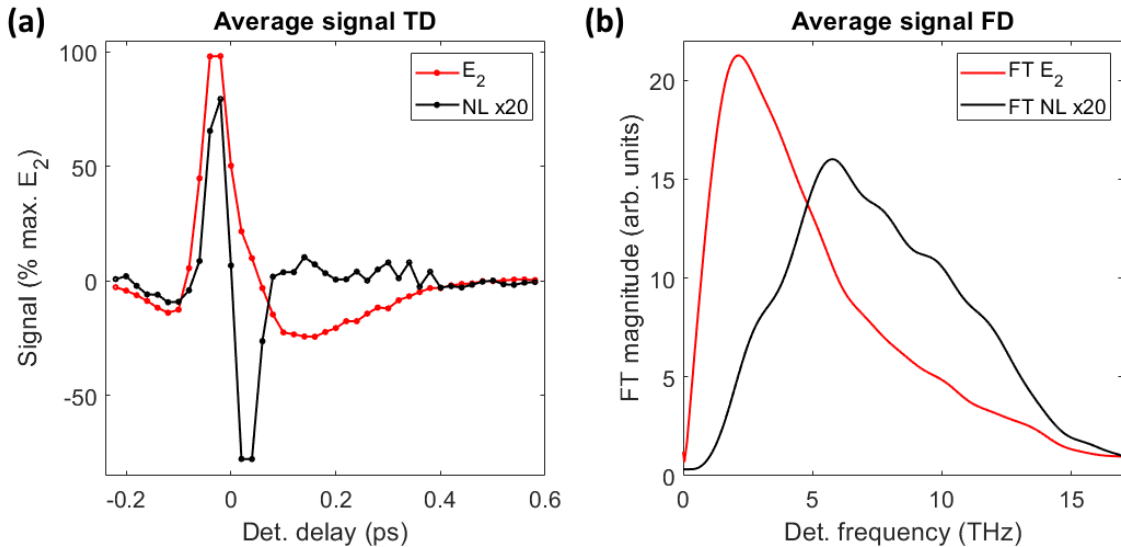 (a)
Average signal TD
Signal (% max. E₂)
100
50
0
-50
E₂
NL x20
-0.2 0 0.2 0.4 0.6
Det. delay (ps)
(b)
Average signal FD
FT magnitude (arb. units)
20
15
10
5
0
FT E₂
FT NL x20
0 5 10 15
Det. frequency (THz)